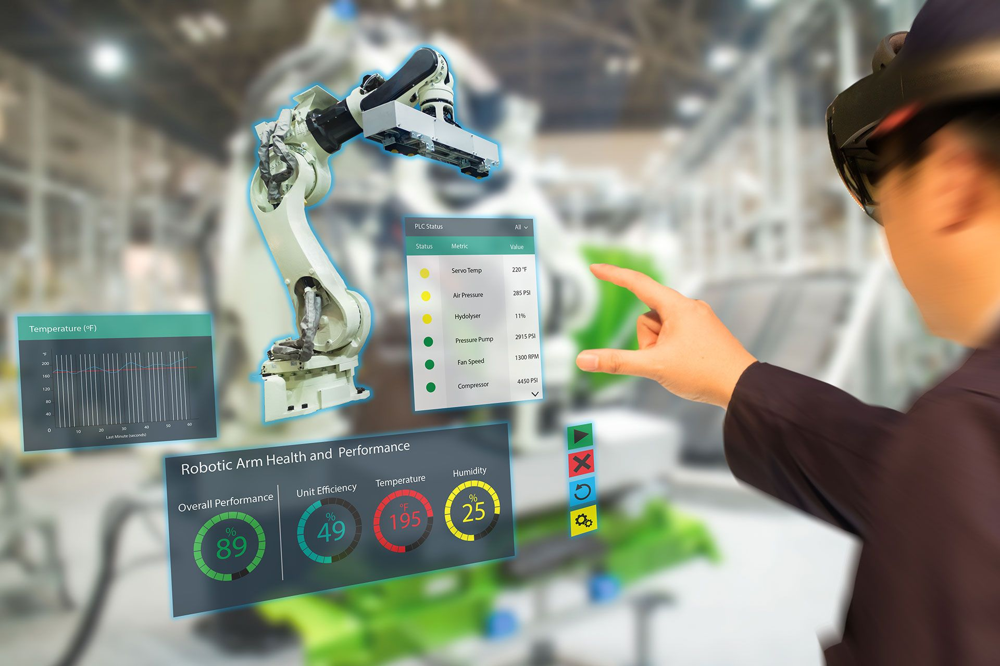 PLC Status All
Status Metric Value
Servo Temp 220 °F
Air Pressure 285 PSI
Hydolyser 11%
Pressure Pump 2915 PSI
Fan Speed 1300 RPM
Compressor 4450 PSI
Temperature (ºF)
°F
200
160
120
80
40
0 10 20 30 40 50 60
Last Minute (seconds)
Robotic Arm Health and Performance
Overall Performance
% 
89
Unit Efficiency
%
49
Temperature
°F
195
Humidity
%
25